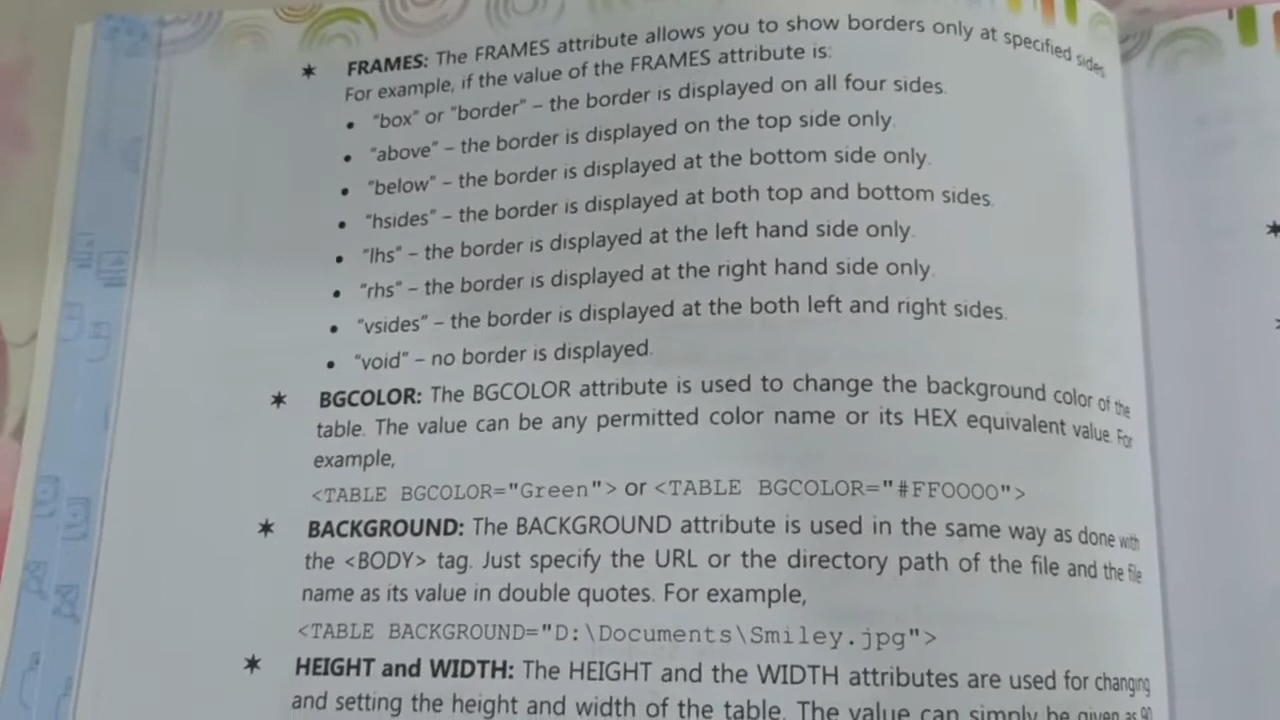 ✶ FRAMES: The FRAMES attribute allows you to show borders only at specified sides.
For example, if the value of the FRAMES attribute is:
• "box" or "border" – the border is displayed on all four sides.
• "above" – the border is displayed on the top side only.
• "below" – the border is displayed at the bottom side only.
• "hsides" – the border is displayed at both top and bottom sides.
• "lhs" – the border is displayed at the left hand side only.
• "rhs" – the border is displayed at the right hand side only.
• "vsides" – the border is displayed at the both left and right sides.
• "void" – no border is displayed.
✶ BGCOLOR: The BGCOLOR attribute is used to change the background color of the
table. The value can be any permitted color name or its HEX equivalent value. For
example,
<TABLE BGCOLOR="Green"> or <TABLE BGCOLOR="#FF0000">
✶ BACKGROUND: The BACKGROUND attribute is used in the same way as done with
the <BODY> tag. Just specify the URL or the directory path of the file and the file
name as its value in double quotes. For example,
<TABLE BACKGROUND="D:\Documents\Smiley.jpg">
✶ HEIGHT and WIDTH: The HEIGHT and the WIDTH attributes are used for changing
and setting the height and width of the table. The value can simply be given as 90